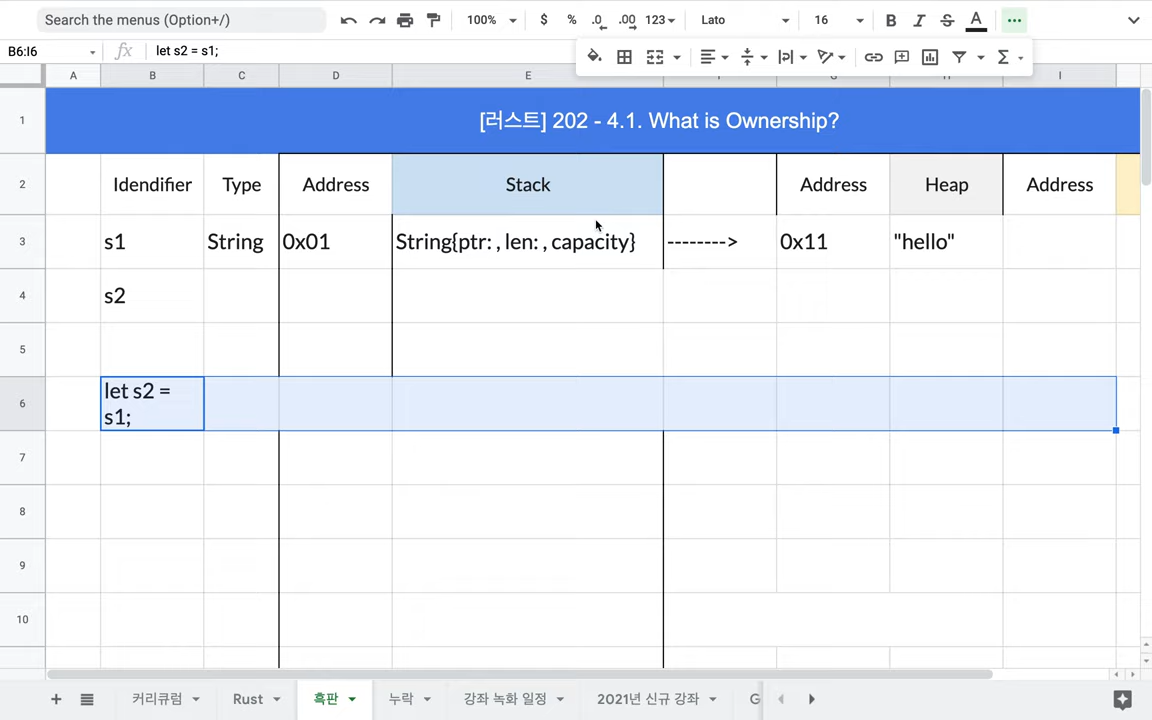 Search the menus (Option+/)
100%
$ % .0 .00 123
Lato
16
B I S A
B6:I6
fx
let s2 = s1;
A B C D E I
1
[러스트] 202 - 4.1. What is Ownership?
2
Idendifier Type Address Stack Address Heap Address
3
s1 String 0x01 String{ptr: , len: , capacity} --------> 0x11 "hello"
4
s2
5
6
let s2 =
s1;
7
8
9
10
+ 커리큘럼 Rust 흑판 누락 강좌 녹화 일정 2021년 신규 강좌 G